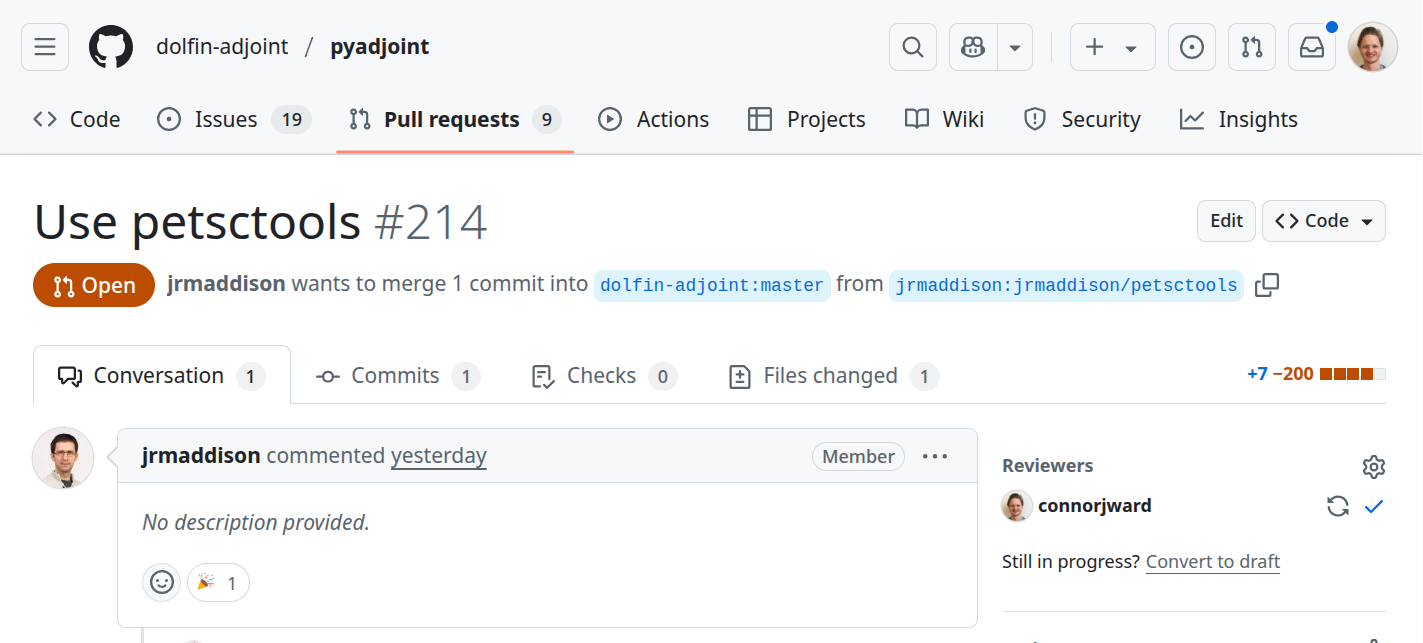 dolfin-adjoint / pyadjoint
Code Issues 19 Pull requests 9 Actions Projects Wiki Security Insights
Use petsctools #214 Edit Code
Open jrmaddison wants to merge 1 commit into dolfin-adjoint:master from jrmaddison:jrmaddison/petsctools
Conversation 1 Commits 1 Checks 0 Files changed 1 +7 −200
jrmaddison commented yesterday Member
Reviewers
connorjward
No description provided.
Still in progress? Convert to draft
1